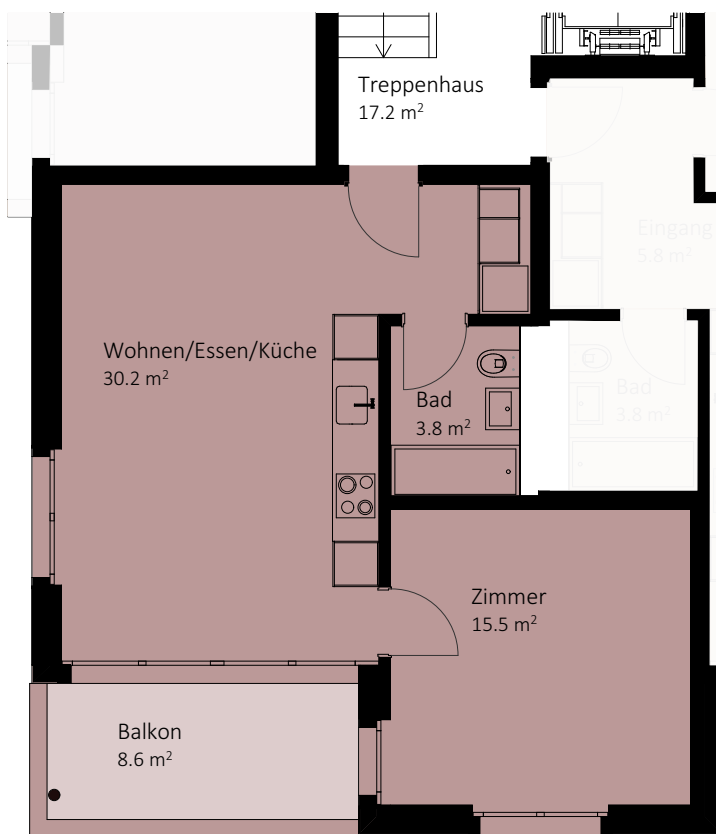 Treppenhaus
17.2 m²
Eingang
5.8 m²
Wohnen/Essen/Küche
30.2 m²
Bad
3.8 m²
Bad
3.8 m²
Zimmer
15.5 m²
Balkon
8.6 m²